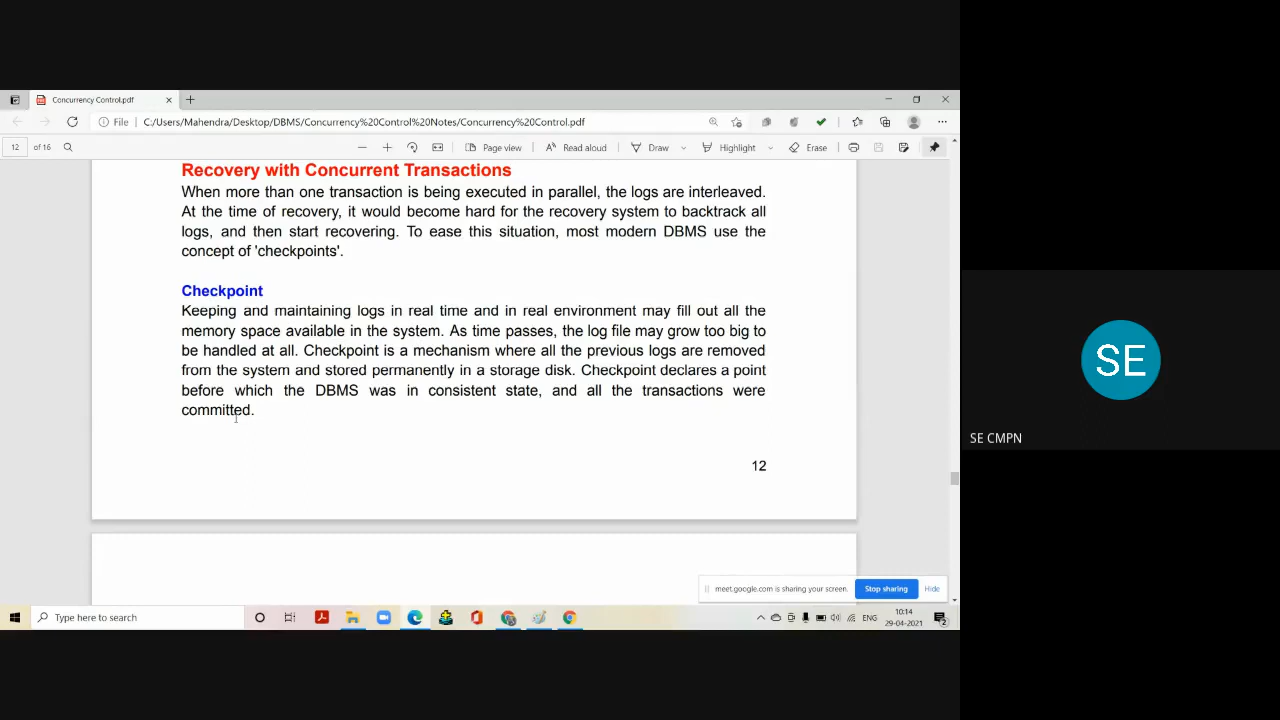 Concurrency Control.pdf
File
C:/Users/Mahendra/Desktop/DBMS/Concurrency%20Control%20Notes/Concurrency%20Control.pdf
12 of 16
Page view
Read aloud
Draw
Highlight
Erase
Recovery with Concurrent Transactions
When more than one transaction is being executed in parallel, the logs are interleaved.
At the time of recovery, it would become hard for the recovery system to backtrack all
logs, and then start recovering. To ease this situation, most modern DBMS use the
concept of 'checkpoints'.
Checkpoint
Keeping and maintaining logs in real time and in real environment may fill out all the
memory space available in the system. As time passes, the log file may grow too big to
be handled at all. Checkpoint is a mechanism where all the previous logs are removed
from the system and stored permanently in a storage disk. Checkpoint declares a point
before which the DBMS was in consistent state, and all the transactions were
committed.
12
meet.google.com is sharing your screen.
Stop sharing
Hide
Type here to search
ENG
10:14
29-04-2021
2
SE
SE CMPN